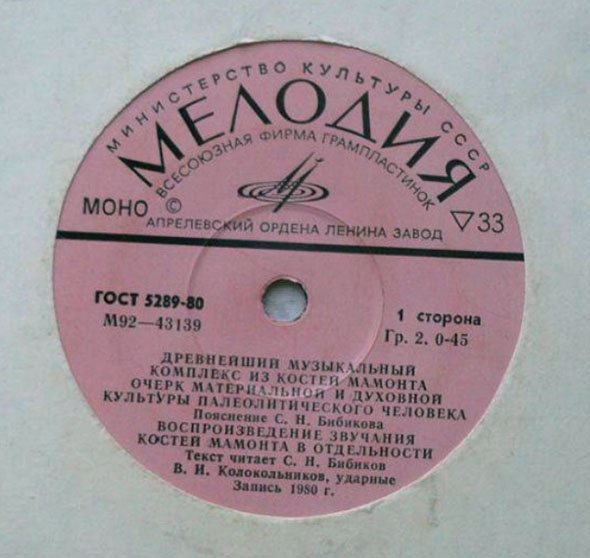 МИНИСТЕРСТВО КУЛЬТУРЫ СССР
МЕЛОДИЯ
ВСЕСОЮЗНАЯ ФИРМА ГРАМПЛАСТИНОК
МОНО © ▽33
АПРЕЛЕВСКИЙ ОРДЕНА ЛЕНИНА ЗАВОД
ГОСТ 5289-80
М92—43139
1 сторона
Гр. 2. 0-45
ДРЕВНЕЙШИЙ МУЗЫКАЛЬНЫЙ
КОМПЛЕКС ИЗ КОСТЕЙ МАМОНТА
ОЧЕРК МАТЕРИАЛЬНОЙ И ДУХОВНОЙ
КУЛЬТУРЫ ПАЛЕОЛИТИЧЕСКОГО ЧЕЛОВЕКА
Пояснение С. Н. Бибикова
ВОСПРОИЗВЕДЕНИЕ ЗВУЧАНИЯ
КОСТЕЙ МАМОНТА В ОТДЕЛЬНОСТИ
Текст читает С. Н. Бибиков
В. И. Колокольников, ударные
Запись 1980 г.